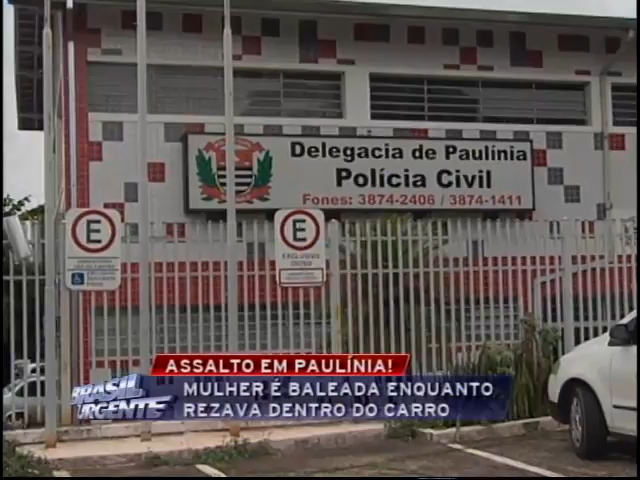 Delegacia de Paulínia
Polícia Civil
Fones: 3874-2406 / 3874-1411
E
E
ASSALTO EM PAULÍNIA!
BRASIL
URGENTE
MULHER É BALEADA ENQUANTO
REZAVA DENTRO DO CARRO